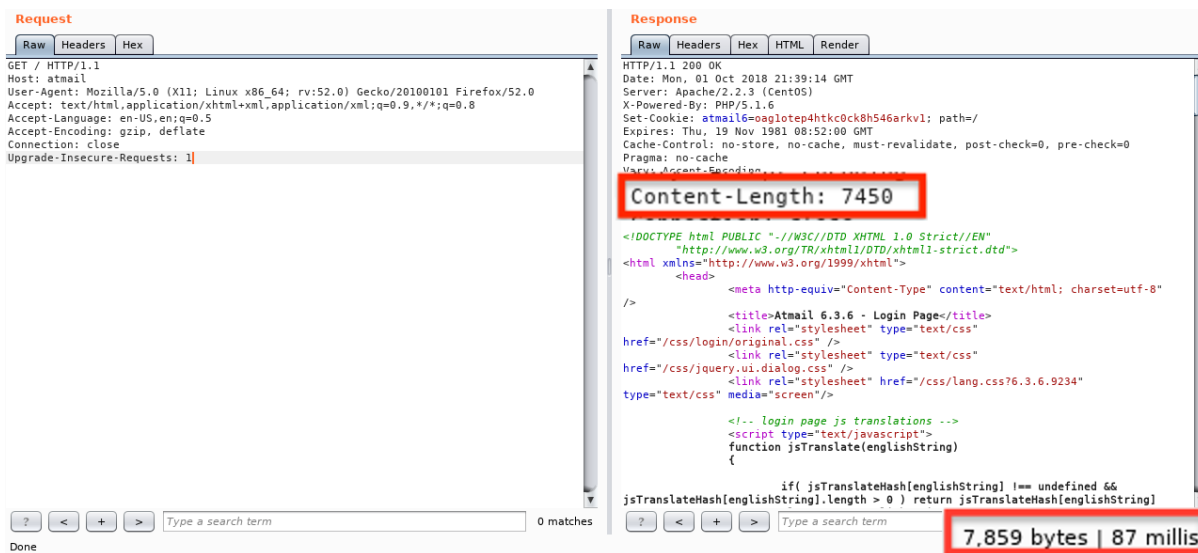 Request
Raw Headers Hex
GET / HTTP/1.1
Host: atmail
User-Agent: Mozilla/5.0 (X11; Linux x86_64; rv:52.0) Gecko/20100101 Firefox/52.0
Accept: text/html,application/xhtml+xml,application/xml;q=0.9,*/*;q=0.8
Accept-Language: en-US,en;q=0.5
Accept-Encoding: gzip, deflate
Connection: close
Upgrade-Insecure-Requests: 1
? < + > Type a search term 0 matches
Done
Response
Raw Headers Hex HTML Render
HTTP/1.1 200 OK
Date: Mon, 01 Oct 2018 21:39:14 GMT
Server: Apache/2.2.3 (CentOS)
X-Powered-By: PHP/5.1.6
Set-Cookie: atmail6=oag1otep4htkc0ck8h546arkv1; path=/
Expires: Thu, 19 Nov 1981 08:52:00 GMT
Cache-Control: no-store, no-cache, must-revalidate, post-check=0, pre-check=0
Pragma: no-cache
Vary: Accept-Encoding
Content-Length: 7450
<!DOCTYPE html PUBLIC "-//W3C//DTD XHTML 1.0 Strict//EN"
"http://www.w3.org/TR/xhtml1/DTD/xhtml1-strict.dtd">
<html xmlns="http://www.w3.org/1999/xhtml">
<head>
<meta http-equiv="Content-Type" content="text/html; charset=utf-8"
/>
<title>Atmail 6.3.6 - Login Page</title>
<link rel="stylesheet" type="text/css"
href="/css/login/original.css" />
<link rel="stylesheet" type="text/css"
href="/css/jquery.ui.dialog.css" />
<link rel="stylesheet" href="/css/lang.css?6.3.6.9234"
type="text/css" media="screen"/>
<!-- login page js translations -->
<script type="text/javascript">
function jsTranslate(englishString)
{
if( jsTranslateHash[englishString] !== undefined &&
jsTranslateHash[englishString].length > 0 ) return jsTranslateHash[englishString]
? < + > Type a search term
7,859 bytes | 87 millis